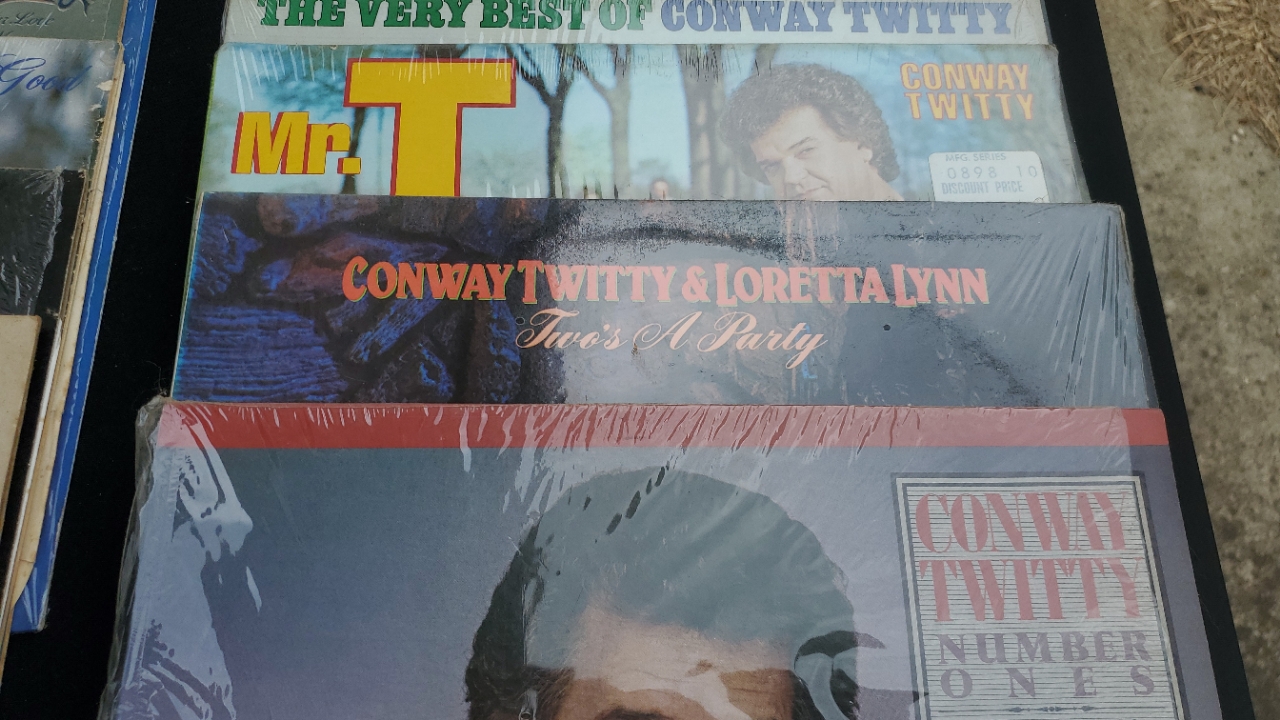 THE VERY BEST OF CONWAY TWITTY
Good
Mr. T
CONWAY
TWITTY
MFG. SERIES
0898 10
DISCOUNT PRICE
CONWAY TWITTY & LORETTA LYNN
Two's A Party
CONWAY
TWITTY
NUMBER
ONES